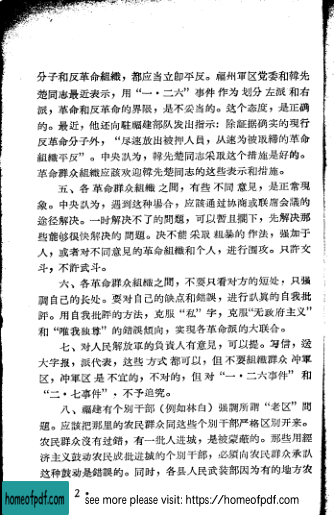 分子和反革命組織，都应当立即平反。福州軍区党委和韓先
楚同志最近表示，用“一·二六”事件作为划分左派和右
派，革命和反革命的界限，是不妥当的。这个态度，是正确
的。最近，他还向駐福建部队发出指示：除証据确实的現行
反革命分子外，“尽速放出被押人員，从速为被取締的革命
組織平反”。中央认为，韓先楚同志采取这个措施是好的。
革命群众組織应該欢迎韓先楚同志的这些表示和措施。
五、各革命群众組織之間，有些不同意見，是正常現
象。中央认为，遇到这种場合，应該通过协商或联席会議的
途徑解决。一时解决不了的問題，可以暫且擱下，先解决那
些能够很快解决的問題。决不能采取粗暴的作法，强加于
人，或者对不同意見的革命組織和个人，进行围攻。只許文
斗，不許武斗。
六、各革命群众組織之間，不要只看对方的短处，只强
調自己的长处。要对自己的缺点和錯誤，进行认真的自我批
評。用自我批評的方法，克服“私”字，克服“无政府主义”
和“唯我独尊”的錯誤傾向，实現各革命派的大联合。
七、对人民解放軍的負責人有意見，可以提。写信，送
大字报，派代表，这些方式都可以，但不要組織群众冲軍
区，冲軍区是不宜的，不对的，但对“一·二六事件”和
“二·七事件”，不予追究。
八、福建有个别干部（例如林白）强調所謂“老区”問
題。应該把那里的农民群众同这些个别干部严格区别开来。
农民群众沒有过錯，有一批人进城，是被蒙蔽的。那些用經
济主义鼓动农民成批进城的个别干部，必須向农民群众承认
这种鼓动是錯誤的。同时，各县人民武装部因为有的地方农
2
homeofpdf.com
see more please visit: https://homeofpdf.com